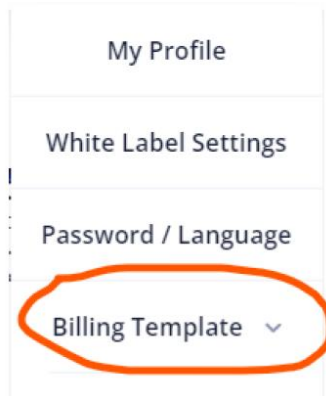 My Profile
White Label Settings
Password / Language
Billing Template